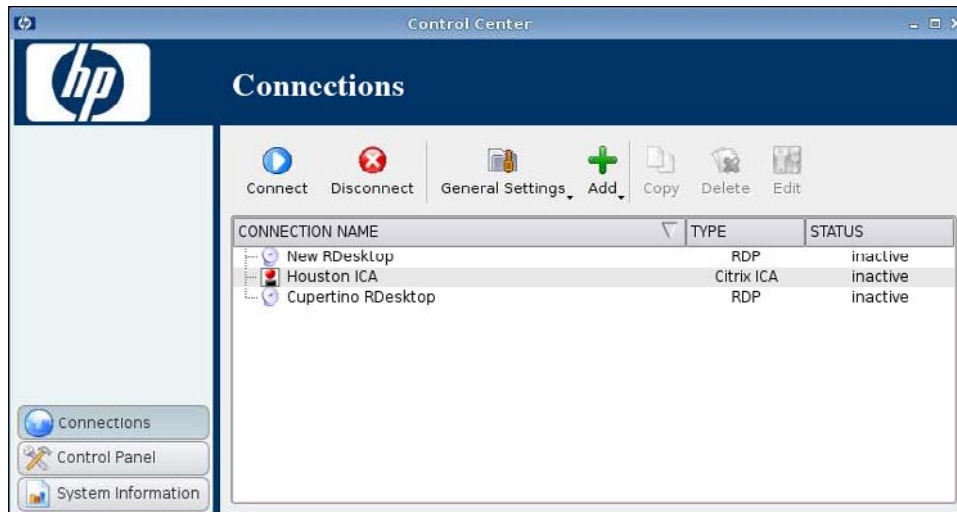 Control Center
hp
Connections
Connect Disconnect General Settings Add Copy Delete Edit
CONNECTION NAME TYPE STATUS
New RDesktop RDP inactive
Houston ICA Citrix ICA inactive
Cupertino RDesktop RDP inactive
Connections
Control Panel
System Information